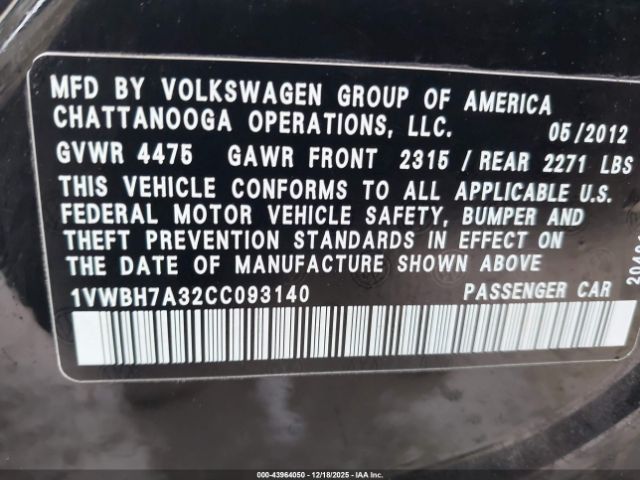 MFD BY VOLKSWAGEN GROUP OF AMERICA
CHATTANOOGA OPERATIONS, LLC. 05/2012
GVWR 4475 GAWR FRONT 2315 / REAR 2271 LBS
THIS VEHICLE CONFORMS TO ALL APPLICABLE U.S.
FEDERAL MOTOR VEHICLE SAFETY, BUMPER AND
THEFT PREVENTION STANDARDS IN EFFECT ON
THE DATE OF MANUFACTURE SHOWN ABOVE.
1VWBH7A32CC093140 PASSENGER CAR
000-43964050 - 12/18/2025 - IAAI.COM